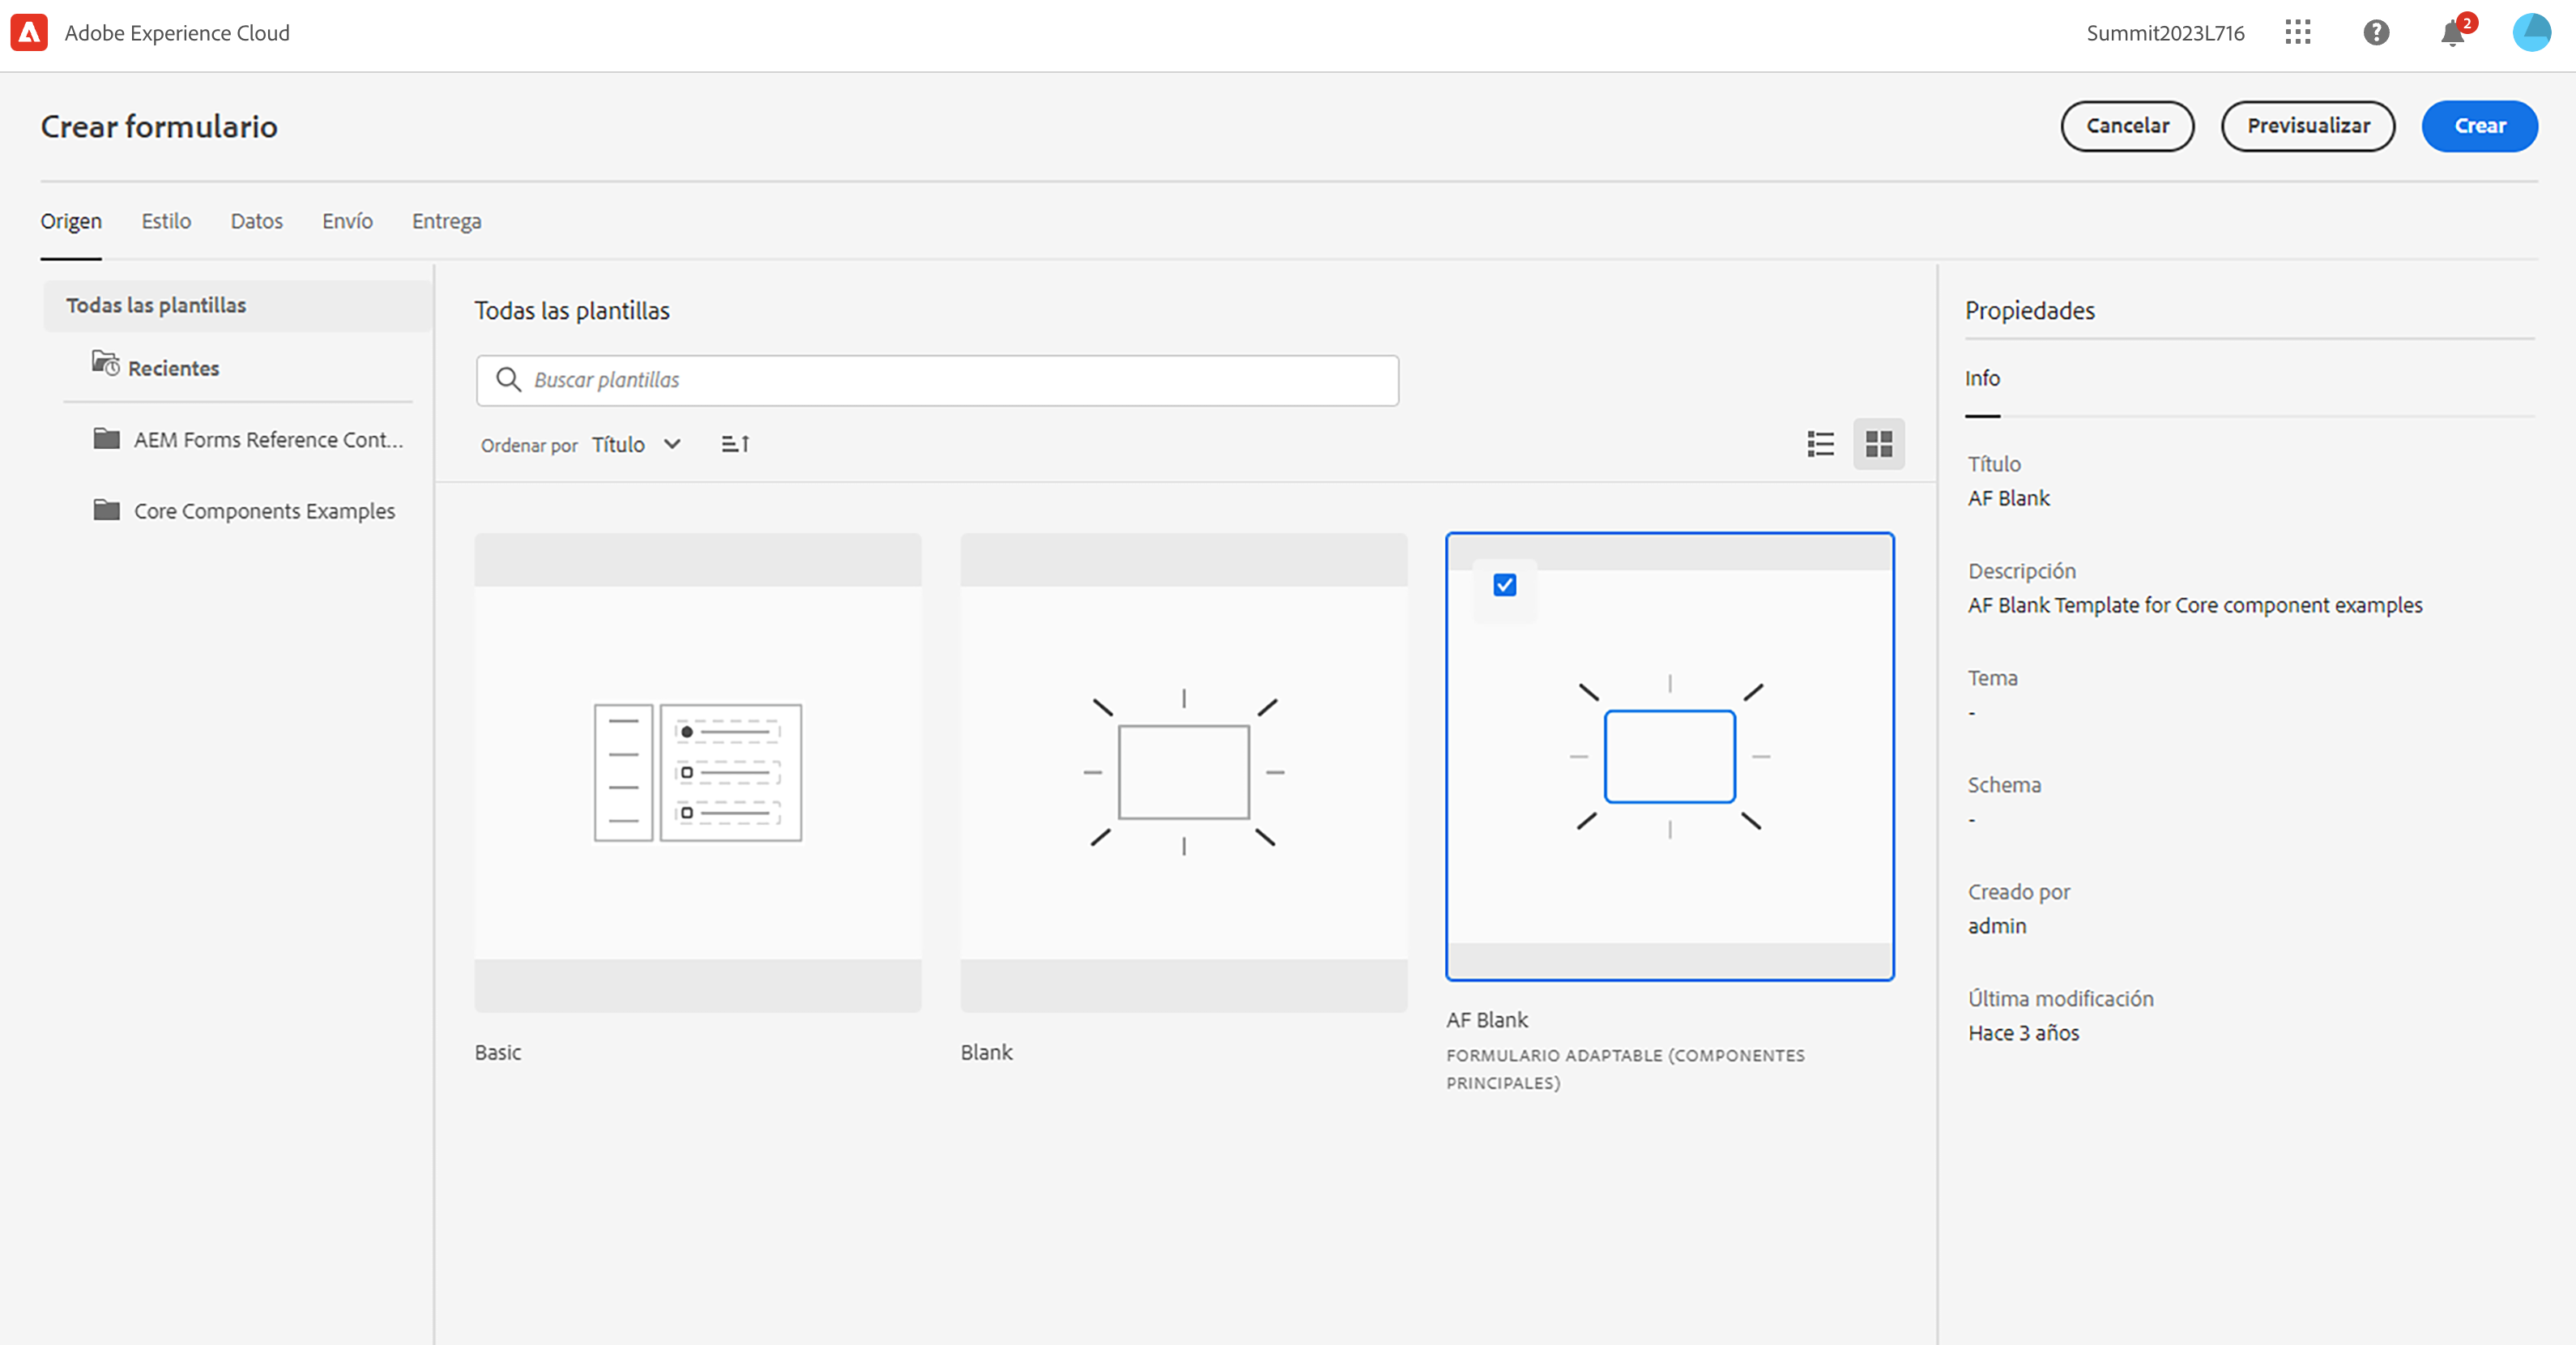 Adobe Experience Cloud
Summit2023L716
2
Crear formulario
Cancelar
Previsualizar
Crear
Origen
Estilo
Datos
Envío
Entrega
Todas las plantillas
Recientes
AEM Forms Reference Cont...
Core Components Examples
Todas las plantillas
Buscar plantillas
Ordenar por Título
Basic
Blank
AF Blank
FORMULARIO ADAPTABLE (COMPONENTES
PRINCIPALES)
Propiedades
Info
Título
AF Blank
Descripción
AF Blank Template for Core component examples
Tema
-
Schema
-
Creado por
admin
Última modificación
Hace 3 años